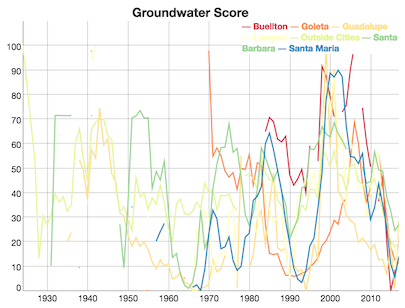 Groundwater Score
— Buellton — Goleta — Guadalupe
— Lompoc — Outside Cities — Santa
Barbara — Santa Maria
100
90
80
70
60
50
40
30
20
10
0
1930 1940 1950 1960 1970 1980 1990 2000 2010